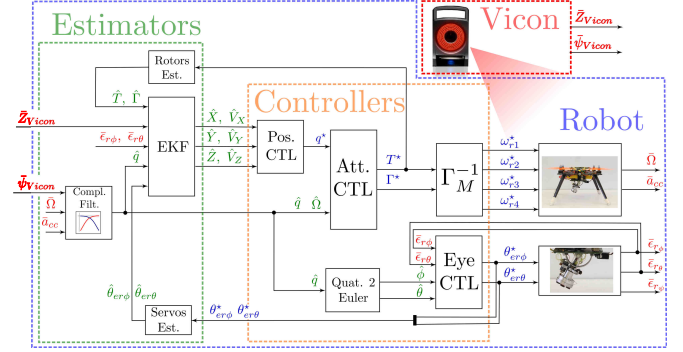 Estimators
Vicon
Z̄_Vicon
ψ̄_Vicon
Rotors
Est.
Controllers
Robot
T̂, Γ̂
Z̄_Vicon
ε̄_rφ, ε̄_rθ
q̂
EKF
X̂, V̂_X
Ŷ, V̂_Y
Ẑ, V̂_Z
Pos.
CTL
q*
Att.
CTL
T*
Γ*
Γ_M^-1
ω*_r1
ω*_r2
ω*_r3
ω*_r4
Ω̄
ā_cc
ψ̄_Vicon
Ω̄
ā_cc
Compl.
Filt.
q̂ Ω̂
ε̄_rφ
ε̄_rθ
φ̂
θ̂
Eye
CTL
θ*_erφ
θ*_erθ
ε̄_rφ
ε̄_rθ
ε̄_rψ
q̂
Quat. 2
Euler
θ̂_erφ θ̂_erθ
Servos
Est.
θ*_erφ θ*_erθ